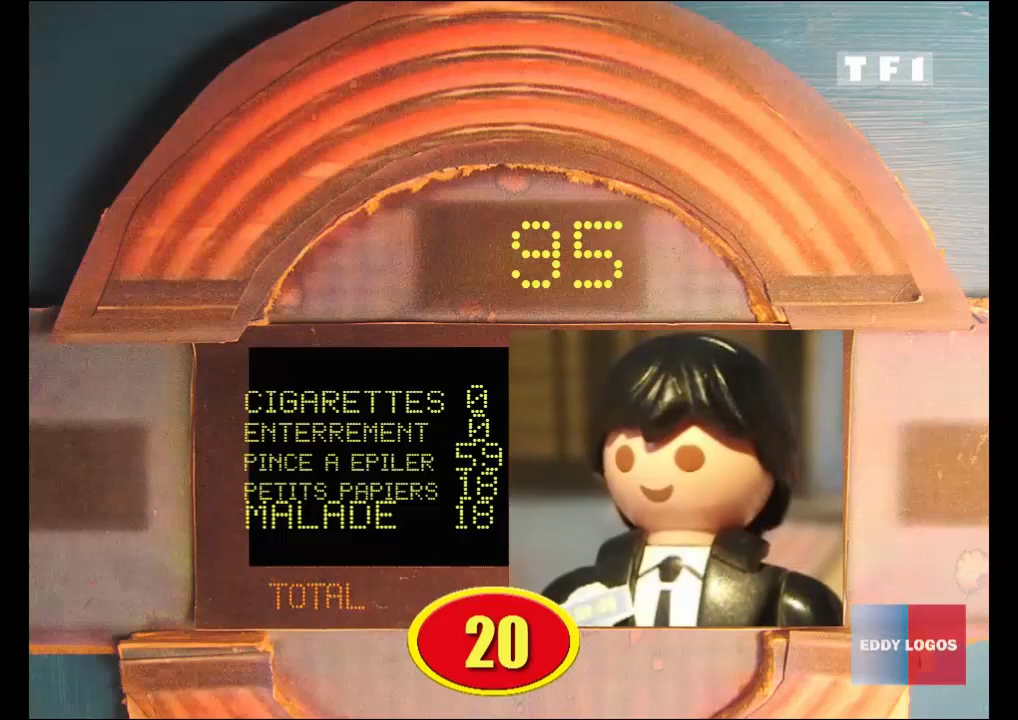 TF1
95
CIGARETTES 0
ENTERREMENT 0
PINCE A EPILER 59
PETITS PAPIERS 18
MALADE 18
TOTAL
20
EDDY LOGOS